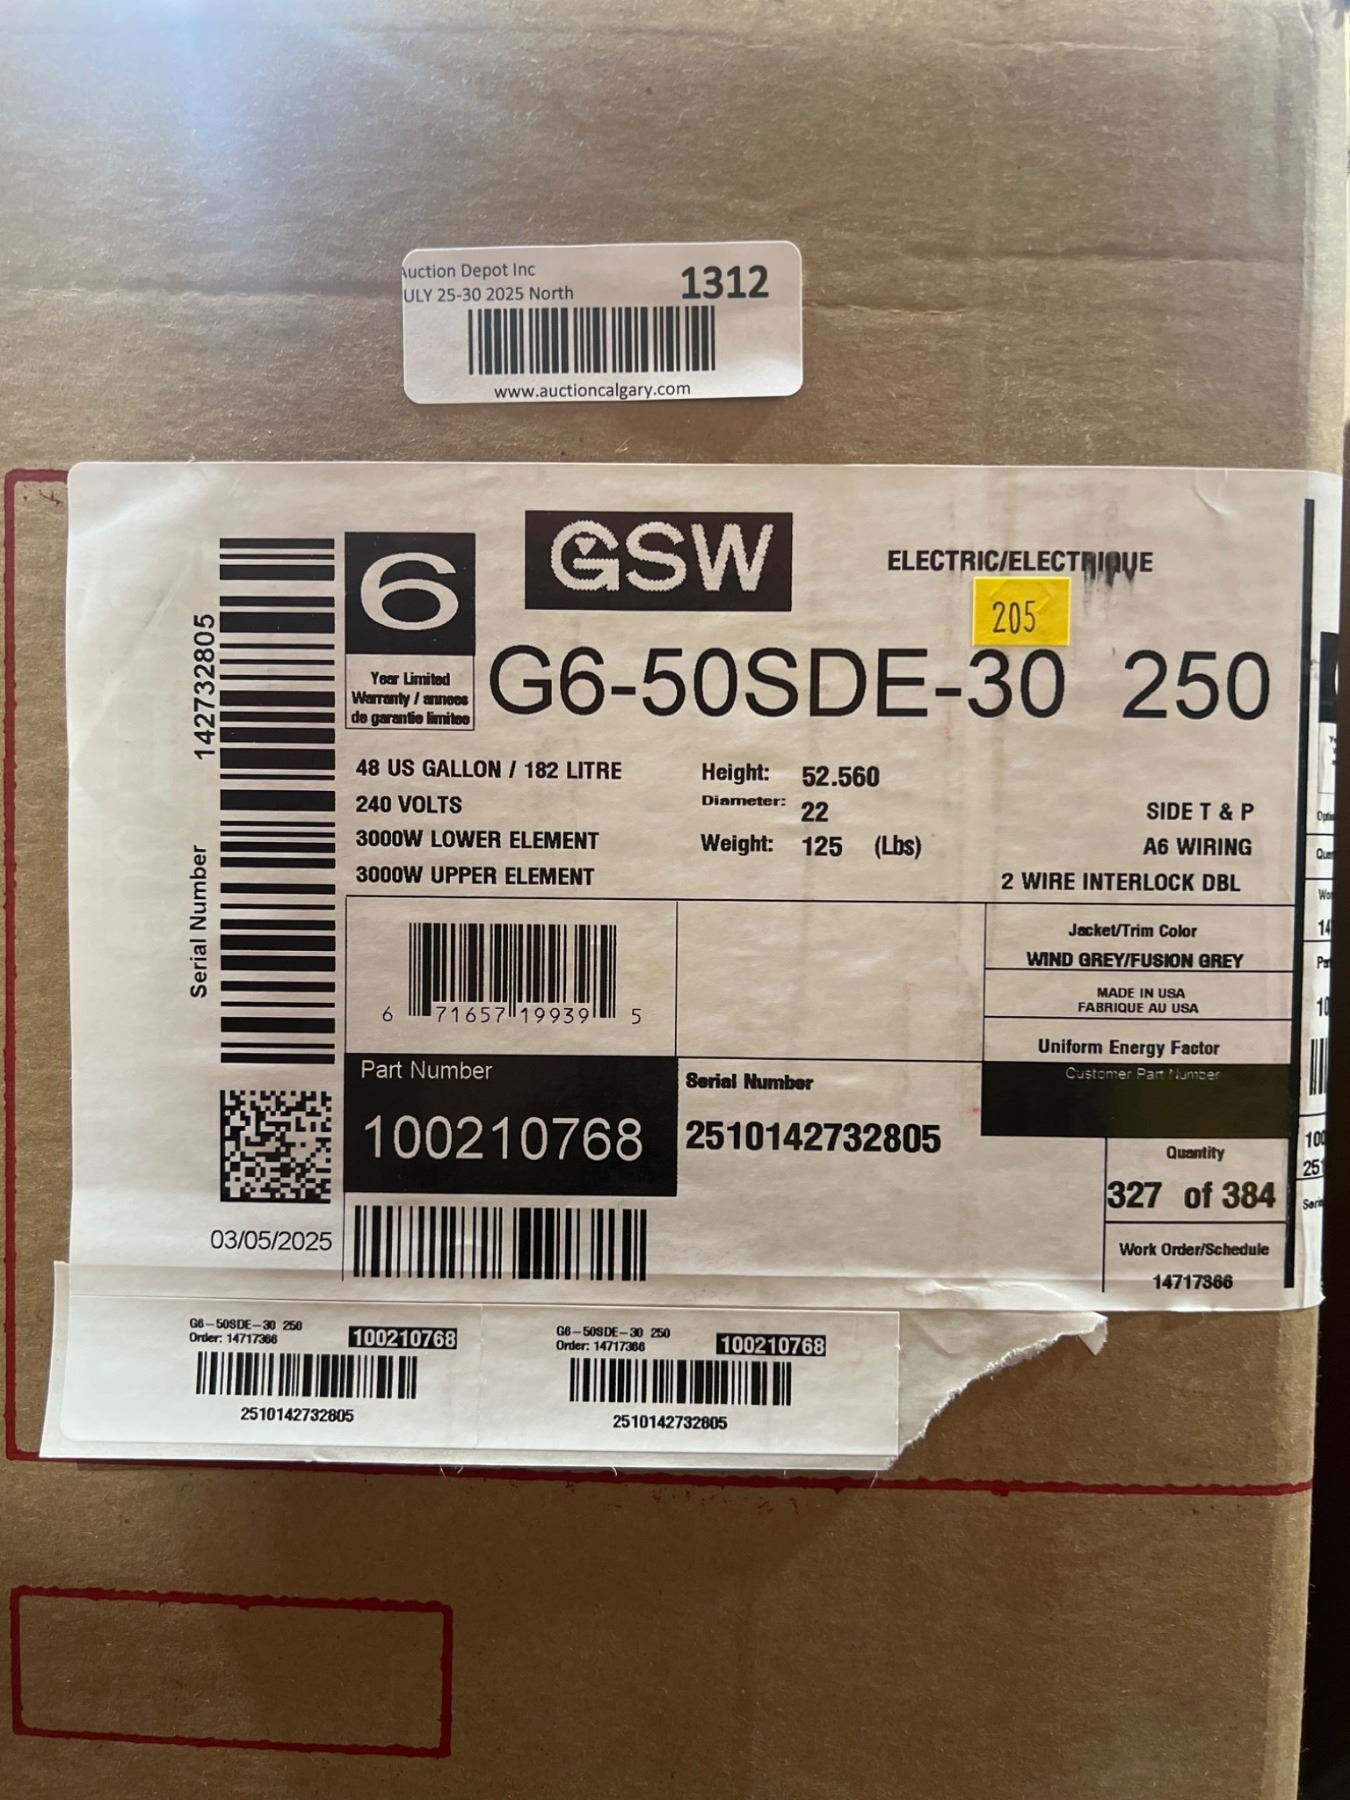 uction Depot Inc
ULY 25-30 2025 North
1312
www.auctioncalgary.com
142732805
Serial Number
6
Year Limited
Warranty / annees
de garantie limitee
GSW
ELECTRIC/ELECTRIQUE
205
G6-50SDE-30 250
48 US GALLON / 182 LITRE
240 VOLTS
3000W LOWER ELEMENT
3000W UPPER ELEMENT
Height: 52.560
Diameter: 22
Weight: 125 (Lbs)
SIDE T & P
A6 WIRING
2 WIRE INTERLOCK DBL
6 71657 19939 5
Jacket/Trim Color
WIND GREY/FUSION GREY
MADE IN USA
FABRIQUE AU USA
Uniform Energy Factor
Customer Part Number
Part Number
100210768
Serial Number
2510142732805
Quantity
327 of 384
Work Order/Schedule
14717366
03/05/2025
G6-50SDE-30 250
Order: 14717366
100210768
2510142732805
G6-50SDE-30 250
Order: 14717366
100210768
2510142732805